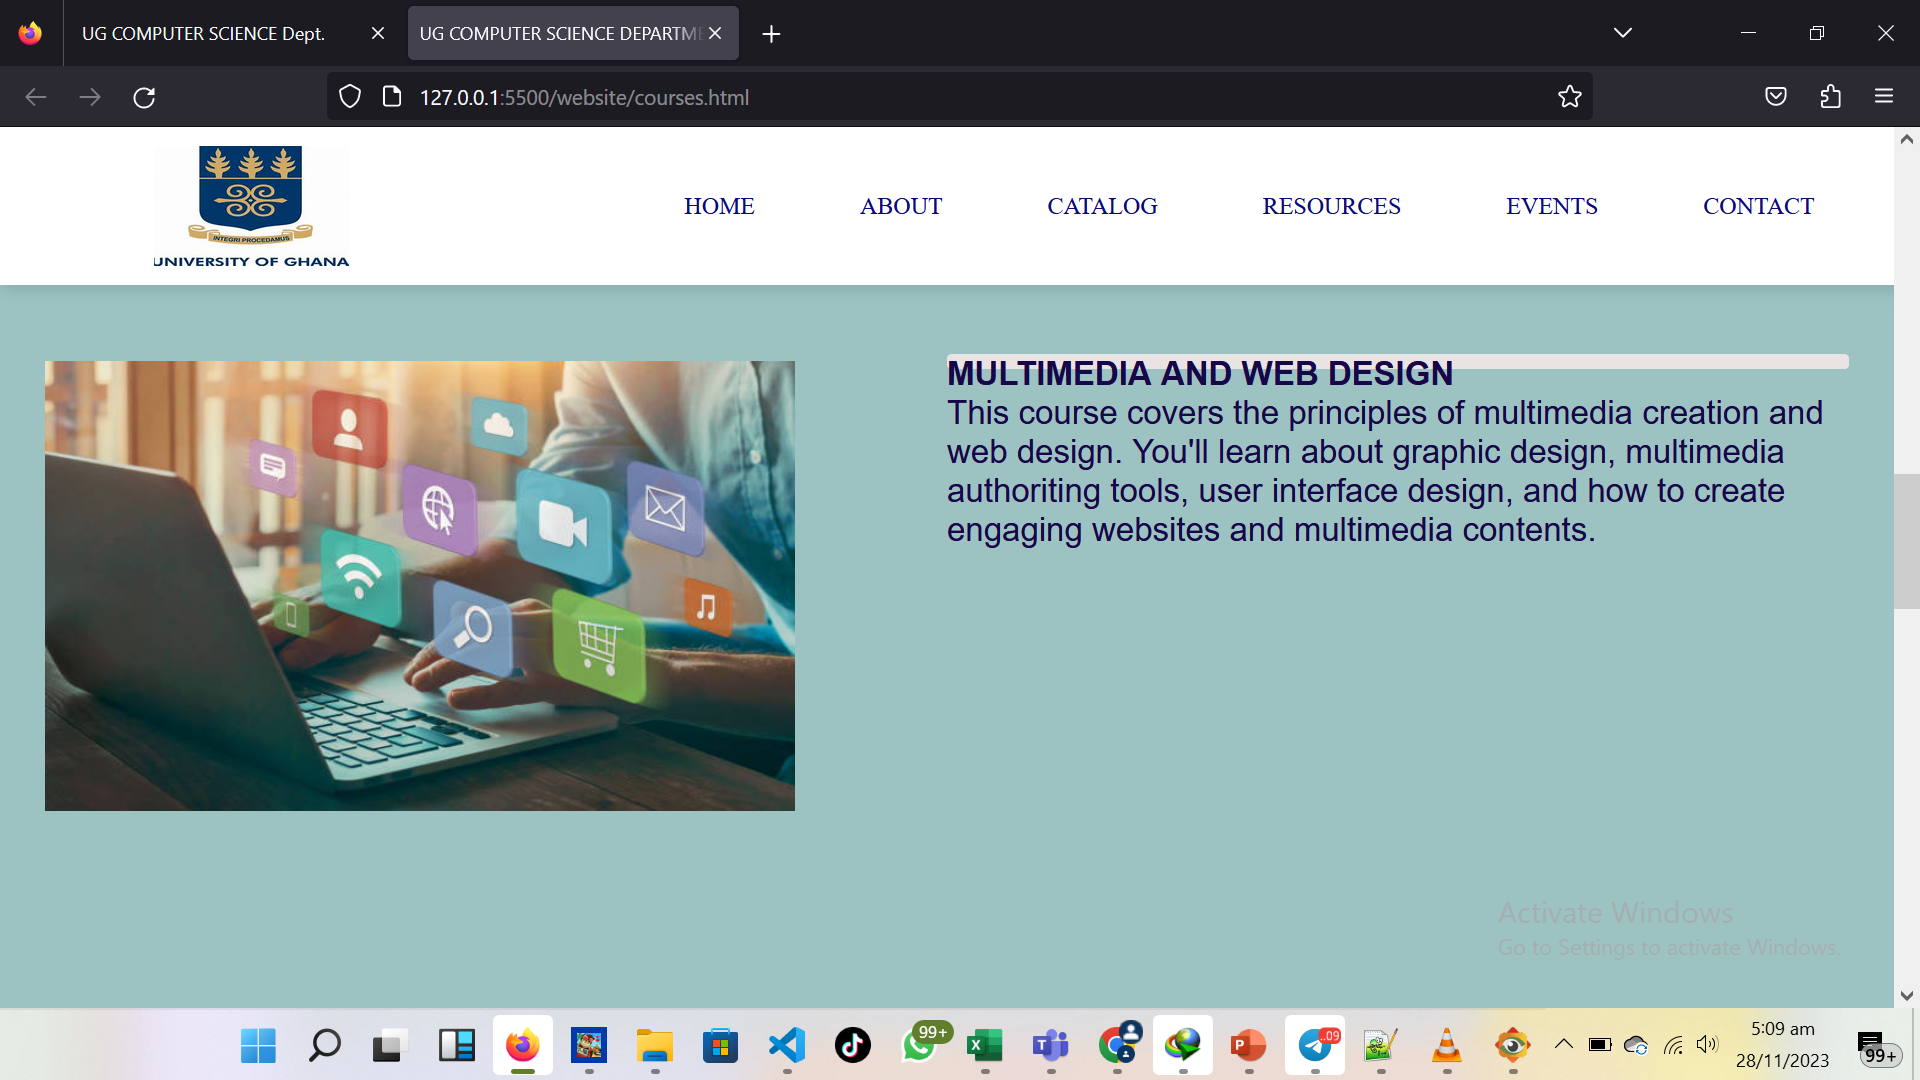 UG COMPUTER SCIENCE Dept.
UG COMPUTER SCIENCE DEPARTME
127.0.0.1:5500/website/courses.html
INTEGRI PROCEDAMUS
UNIVERSITY OF GHANA
HOME
ABOUT
CATALOG
RESOURCES
EVENTS
CONTACT
MULTIMEDIA AND WEB DESIGN
This course covers the principles of multimedia creation and
web design. You'll learn about graphic design, multimedia
authoriting tools, user interface design, and how to create
engaging websites and multimedia contents.
Activate Windows
Go to Settings to activate Windows.
99+
X
T
P
..09
5:09 am
28/11/2023
99+